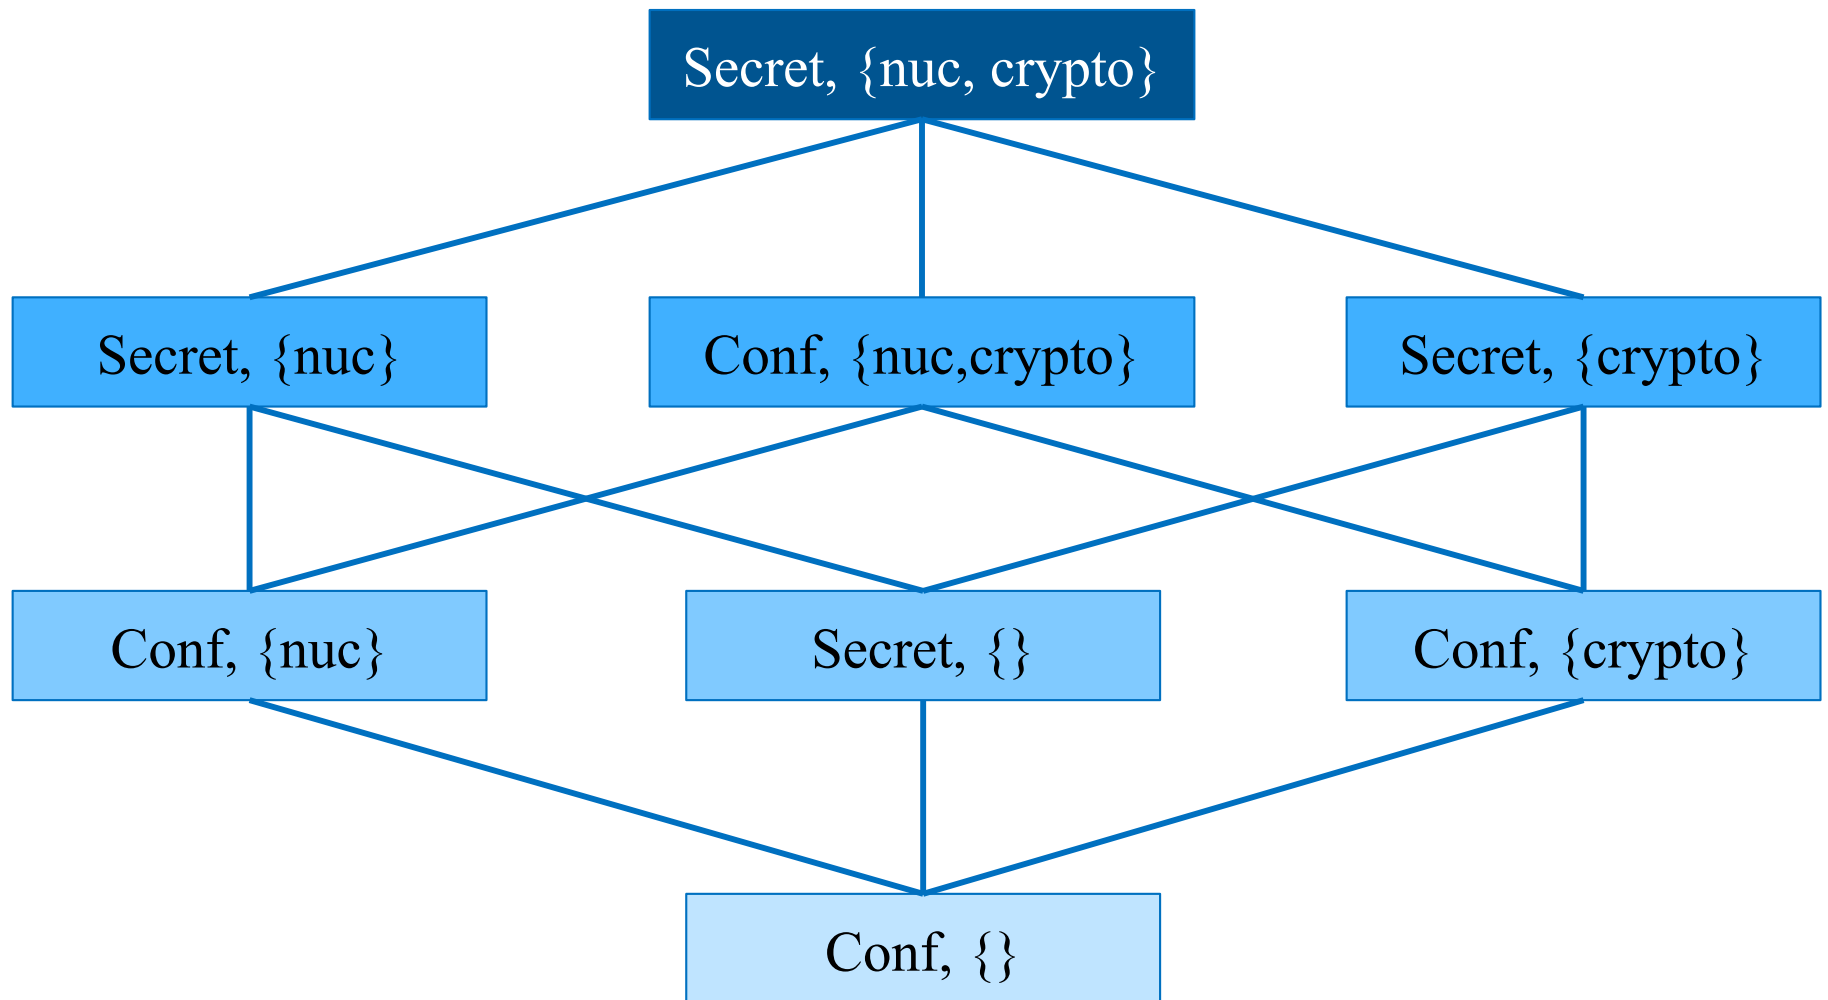 Secret, {nuc, crypto}
Secret, {nuc}
Conf, {nuc,crypto}
Secret, {crypto}
Conf, {nuc}
Secret, {}
Conf, {crypto}
Conf, {}